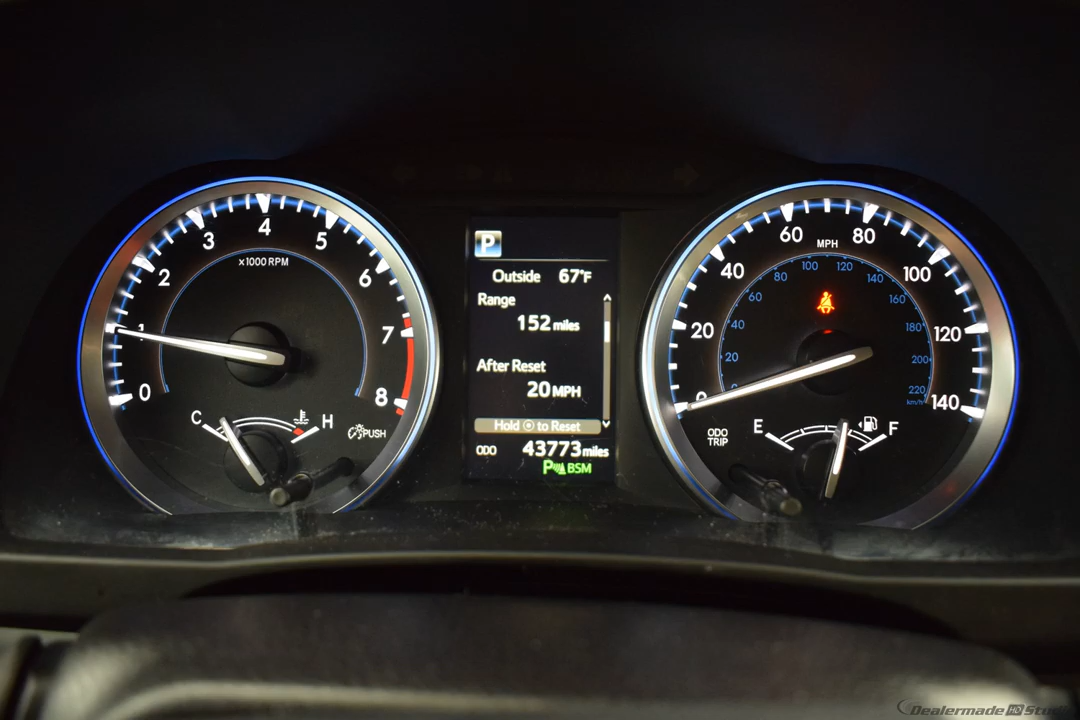 0
1
2
3
4
5
6
7
8
x1000 RPM
C
H
PUSH
P
Outside 67°F
Range
152 miles
After Reset
20 MPH
Hold to Reset
ODO 43773 miles
P BSM
0
20
40
60
80
100
120
140
MPH
20
40
60
80
100
120
140
160
180
200
220
km/h
ODO
TRIP
E
F
Dealermade HD